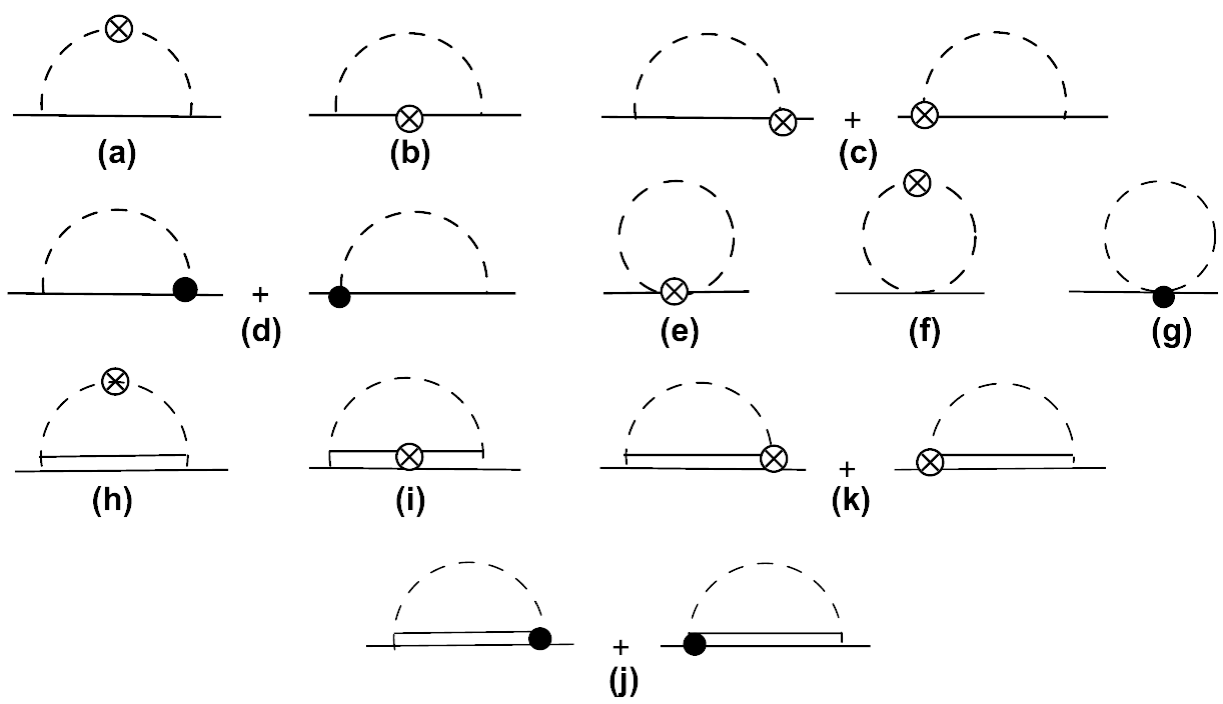 (a) (b) + (c)
+ (d) (e) (f) (g)
(h) (i) + (k)
+ (j)